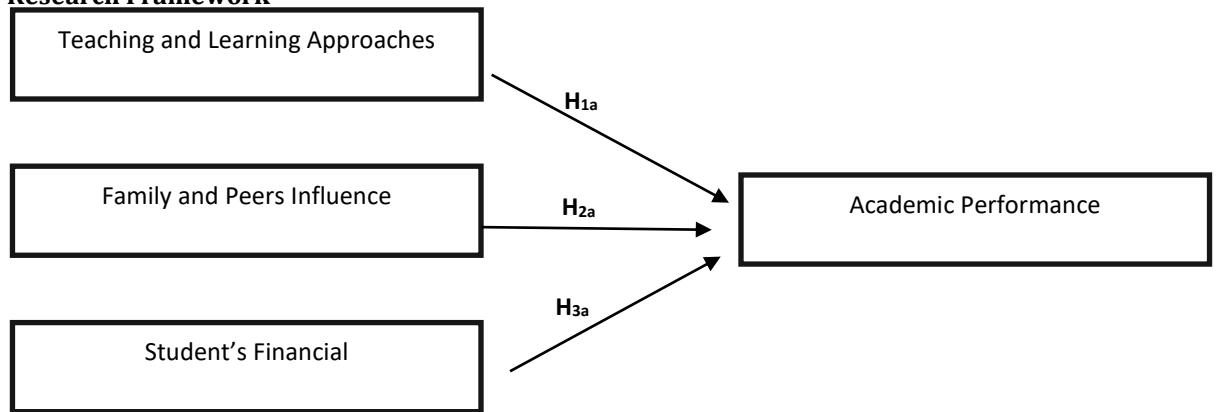 Research Framework
Teaching and Learning Approaches
H1a
Family and Peers Influence
H2a
Academic Performance
H3a
Student’s Financial